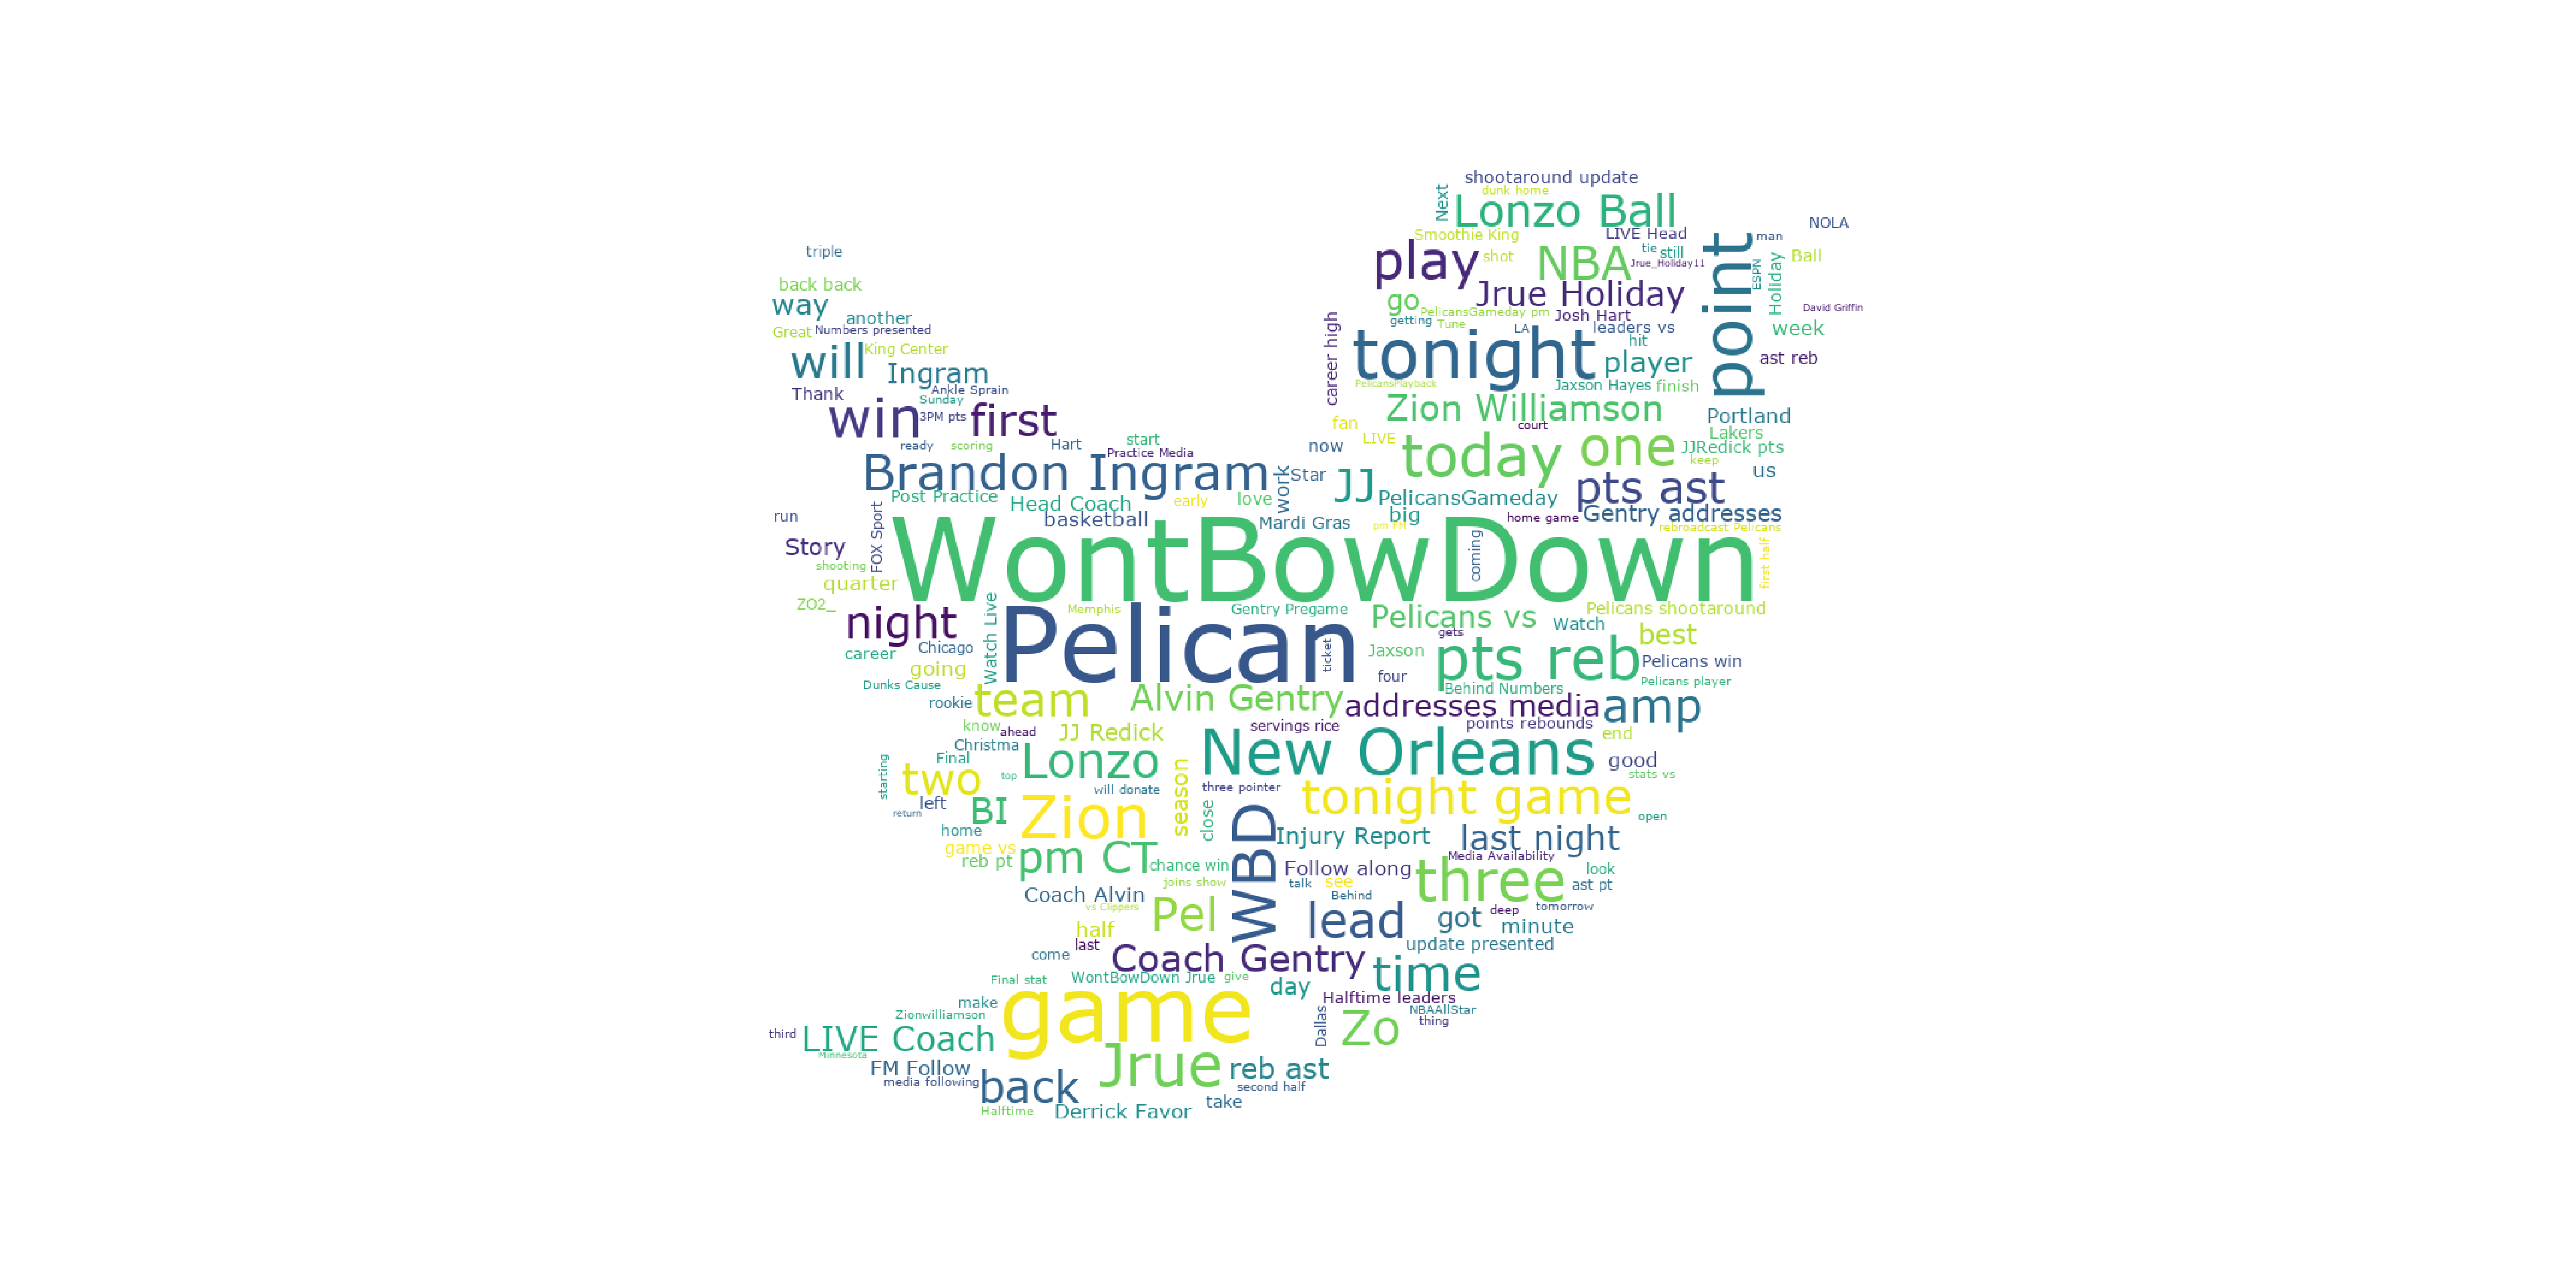 shootaround update
dunk home
Next
Lonzo Ball
NOLA
Smoothie King
LIVE Head
man
triple
play
shot
NBA
tie
still
Jrue_Holiday11
point
ESPN
Holiday
Ball
back back
way
another
go
Jrue Holiday
David Griffin
Great
Numbers presented
PelicansGameday pm
getting
Tune
Josh Hart
LA
leaders vs
week
King Center
will
Ingram
career high
tonight
hit
player
ast reb
Ankle Sprain
Thank
Sunday
PelicansPlayback
Jaxson Hayes
finish
win
3PM pts
first
Zion Williamson
Portland
fan
court
Lakers
ready
scoring
Hart
start
Practice Media
now
LIVE
today
one
JJRedick pts
keep
Brandon Ingram
work
Star
JJ
us
Post Practice
Head Coach
early
love
PelicansGameday
pts ast
run
FOX Sport
basketball
Mardi Gras
big
pm FM
home game
Gentry addresses
rebroadcast Pelicans
Story
WontBowDown
coming
first half
shooting
quarter
ZO2_
night
Watch Live
Pelican
Memphis
Gentry Pregame
Pelicans vs
Watch
Pelicans shootaround
gets
best
career
Chicago
going
ticket
Jaxson
pts reb
Pelicans win
four
Dunks Cause
Behind Numbers
Pelicans player
rookie
team
Alvin Gentry
addresses media
amp
know
ahead
JJ Redick
servings rice
points rebounds
end
Christma
Final
Lonzo
season
New Orleans
good
starting
two
top
stats vs
will donate
three pointer
left
BI
Zion
close
WBD
tonight game
return
open
home
Injury Report
last night
game vs
reb pt
pm CT
chance win
Follow along
Media Availability
look
joins show
talk
see
three
ast pt
Coach Alvin
Behind
vs Clippers
Pel
lead
got
deep
tomorrow
half
minute
last
come
Coach Gentry
update presented
Final stat
WontBowDown Jrue
give
time
day
make
game
Halftime leaders
Zionwilliamson
Dallas
Zo
NBAAllStar
thing
third
LIVE Coach
Minnesota
FM Follow
Jrue
reb ast
media following
back
second half
take
Halftime
Derrick Favor